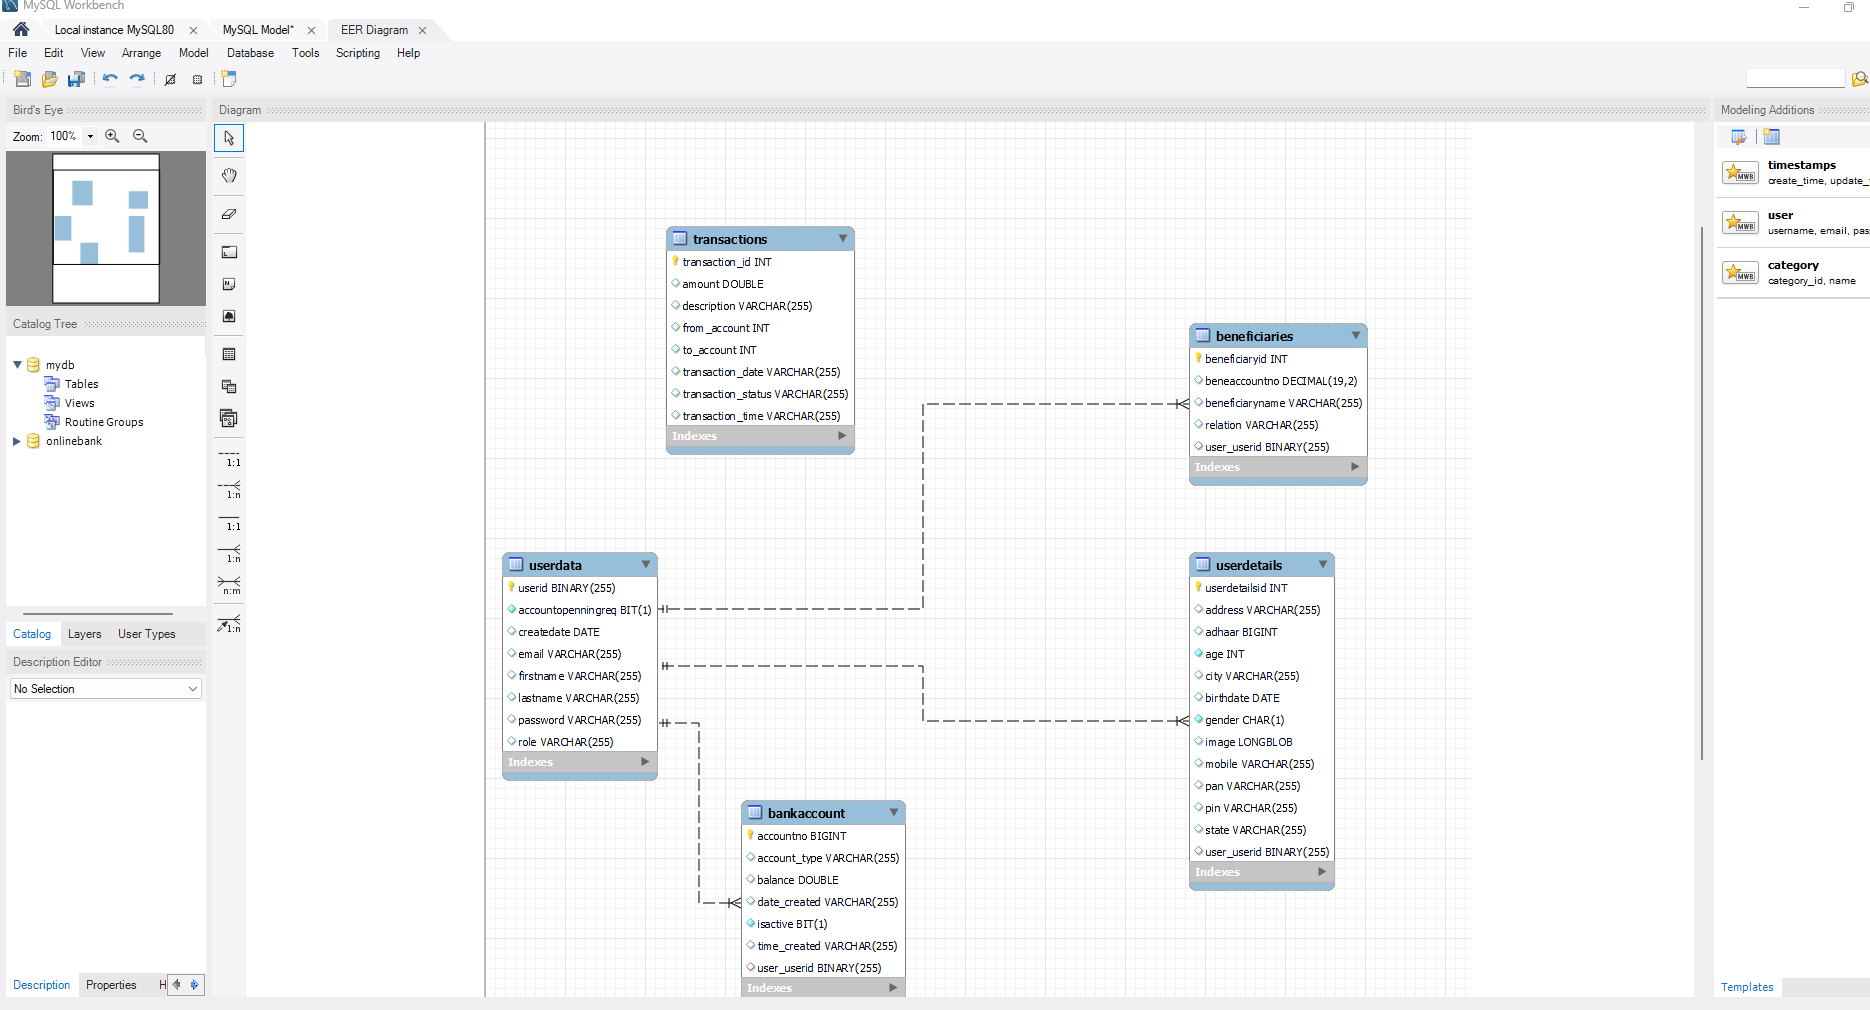 MySQL Workbench
Local instance MySQL80
MySQL Model*
EER Diagram
File Edit View Arrange Model Database Tools Scripting Help
Bird's Eye
Zoom: 100%
Catalog Tree
mydb
Tables
Views
Routine Groups
onlinebank
Catalog Layers User Types
Description Editor
No Selection
Description Properties H
Diagram
1:1
1:n
1:1
1:n
n:m
1:n
transactions
transaction_id INT
amount DOUBLE
description VARCHAR(255)
from_account INT
to_account INT
transaction_date VARCHAR(255)
transaction_status VARCHAR(255)
transaction_time VARCHAR(255)
Indexes
beneficiaries
beneficiaryid INT
beneaccountno DECIMAL(19,2)
beneficiaryname VARCHAR(255)
relation VARCHAR(255)
user_userid BINARY(255)
Indexes
userdata
userid BINARY(255)
accountopenningreq BIT(1)
createdate DATE
email VARCHAR(255)
firstname VARCHAR(255)
lastname VARCHAR(255)
password VARCHAR(255)
role VARCHAR(255)
Indexes
userdetails
userdetailsid INT
address VARCHAR(255)
adhaar BIGINT
age INT
city VARCHAR(255)
birthdate DATE
gender CHAR(1)
image LONGBLOB
mobile VARCHAR(255)
pan VARCHAR(255)
pin VARCHAR(255)
state VARCHAR(255)
user_userid BINARY(255)
Indexes
bankaccount
accountno BIGINT
account_type VARCHAR(255)
balance DOUBLE
date_created VARCHAR(255)
isactive BIT(1)
time_created VARCHAR(255)
user_userid BINARY(255)
Indexes
Modeling Additions
MWB
timestamps
create_time, update_
MWB
user
username, email, pas
MWB
category
category_id, name
Templates